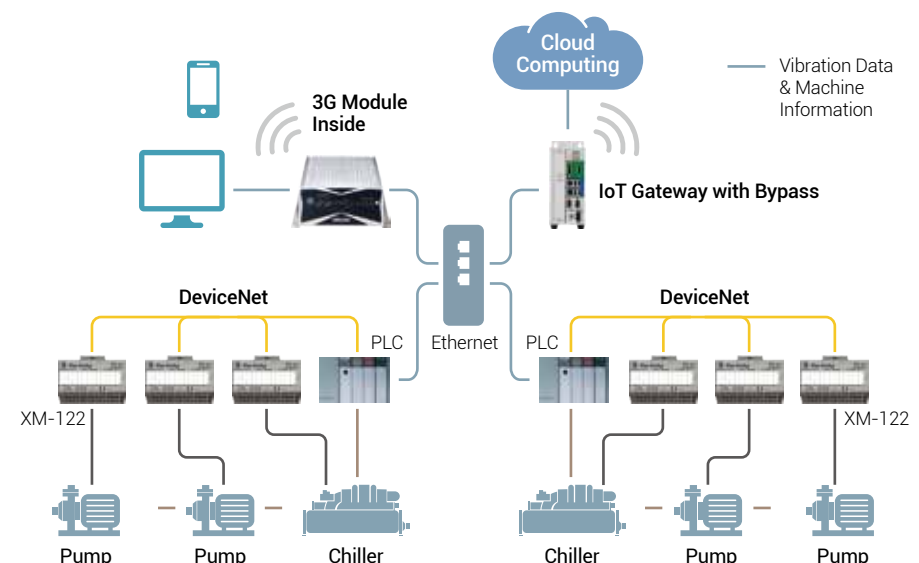 Cloud
Computing
Vibration Data
& Machine
Information
3G Module
Inside
IoT Gateway with Bypass
DeviceNet
DeviceNet
PLC
Ethernet
PLC
XM-122
XM-122
Pump
Pump
Chiller
Chiller
Pump
Pump